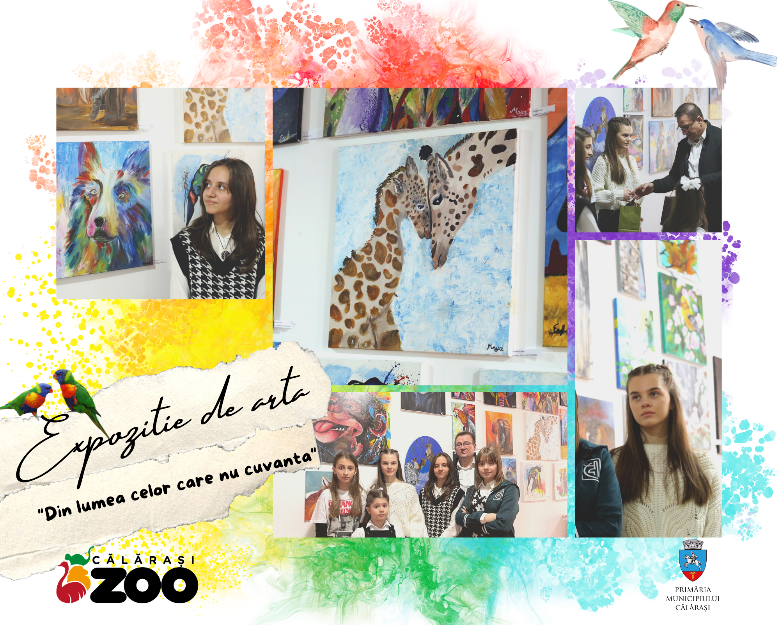 Expozitie de arta
"Din lumea celor care nu cuvanta"
CĂLĂRAȘI
ZOO
PRIMĂRIA
MUNICIPIULUI
CĂLĂRAȘI